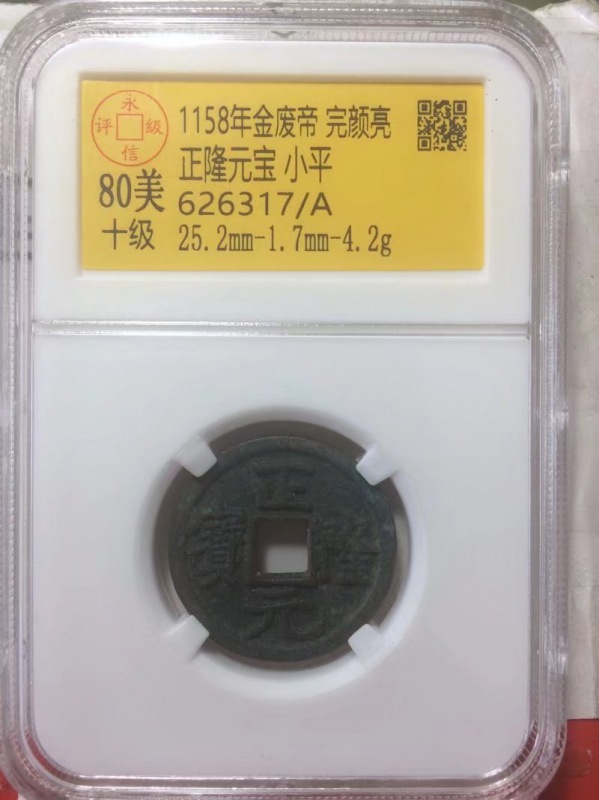 永信评级
1158年金废帝 完颜亮
正隆元宝 小平
80美
626317/A
十级
25.2mm-1.7mm-4.2g
正隆元寶